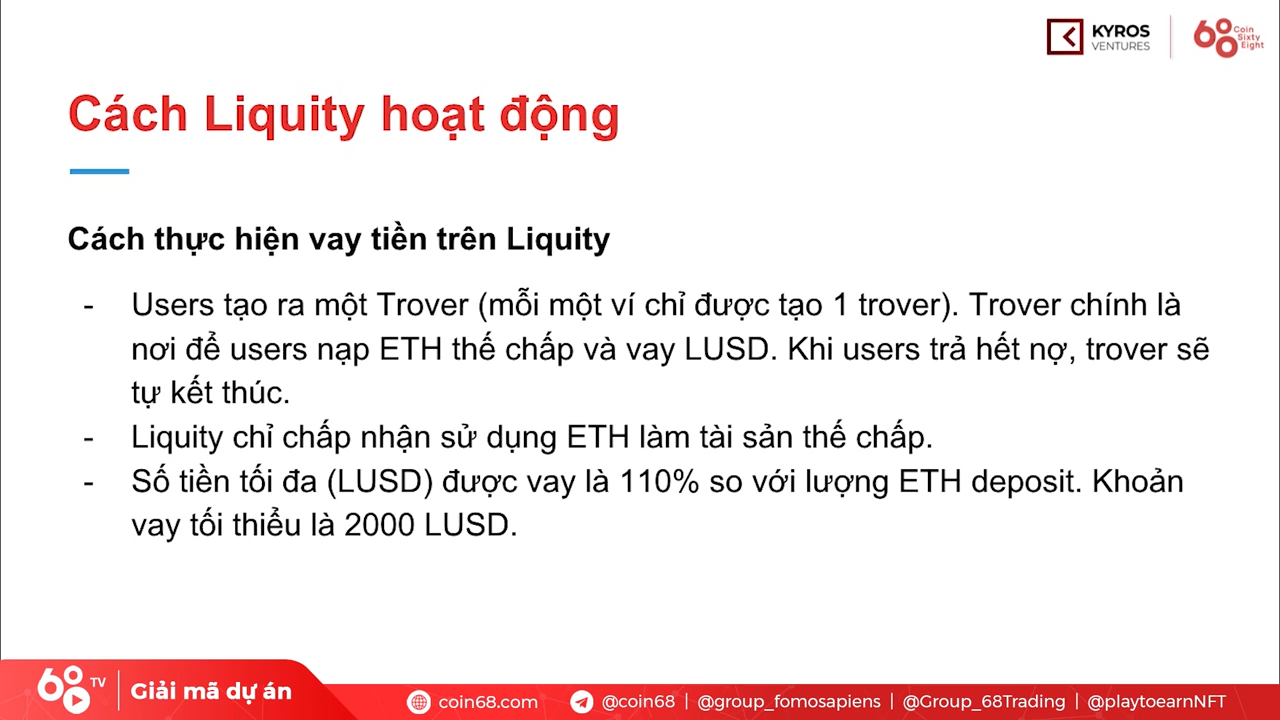 KYROS
VENTURES
Coin
Sixty
Eight
Cách Liquity hoạt động
Cách thực hiện vay tiền trên Liquity
- Users tạo ra một Trover (mỗi một ví chỉ được tạo 1 trover). Trover chính là
nơi để users nạp ETH thế chấp và vay LUSD. Khi users trả hết nợ, trover sẽ
tự kết thúc.
- Liquity chỉ chấp nhận sử dụng ETH làm tài sản thế chấp.
- Số tiền tối đa (LUSD) được vay là 110% so với lượng ETH deposit. Khoản
vay tối thiểu là 2000 LUSD.
68 TV | Giải mã dự án
coin68.com @coin68 | @group_fomosapiens | @Group_68Trading | @playtoearnNFT